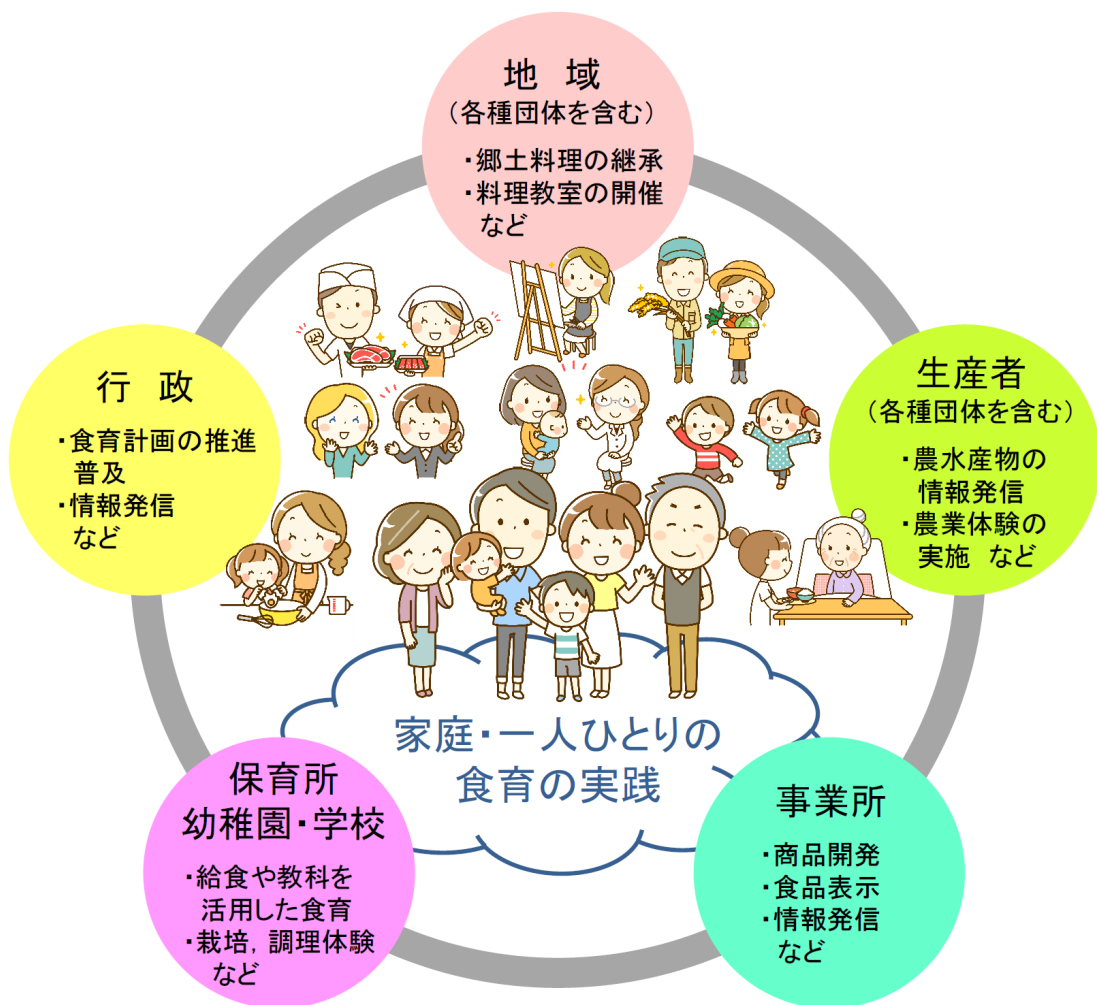 地 域
(各種団体を含む)
・郷土料理の継承
・料理教室の開催
など
行 政
・食育計画の推進
普及
・情報発信
など
生産者
(各種団体を含む)
・農水産物の
情報発信
・農業体験の
実施 など
家庭・一人ひとりの
食育の実践
保育所
幼稚園・学校
・給食や教科を
活用した食育
・栽培, 調理体験
など
事業所
・商品開発
・食品表示
・情報発信
など